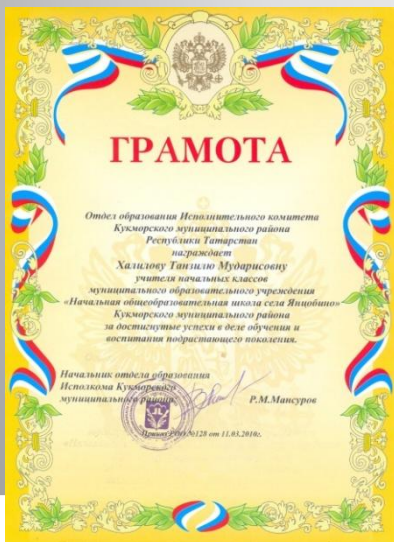 ГРАМОТА
Отдел образования Исполнительного комитета
Кукморского муниципального района
Республики Татарстан
награждает
Халилову Танзилю Мударисовну
учителя начальных классов
муниципального образовательного учреждения
«Начальная общеобразовательная школа села Янцобино»
Кукморского муниципального района
за достигнутые успехи в деле обучения и
воспитания подрастающего поколения.
Начальник отдела образования
Исполкома Кукморского
муниципального района Р.М.Мансуров
Приказ №128 от 11.03.2010г.